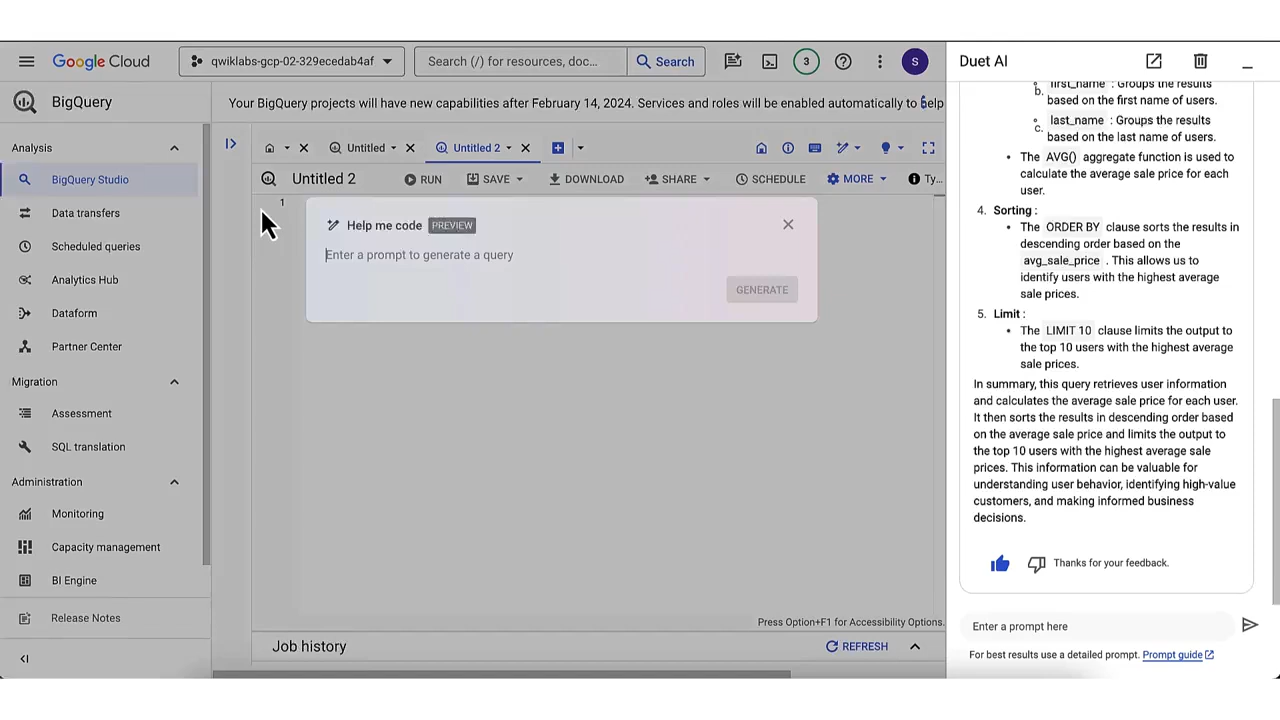 Google Cloud
qwiklabs-gcp-02-329ecedab4af
Search (/) for resources, doc...
Search
3
S
BigQuery
Your BigQuery projects will have new capabilities after February 14, 2024. Services and roles will be enabled automatically to help
Analysis
BigQuery Studio
Data transfers
Scheduled queries
Analytics Hub
Dataform
Partner Center
Migration
Assessment
SQL translation
Administration
Monitoring
Capacity management
BI Engine
Release Notes
Untitled
Untitled 2
Untitled 2
RUN
SAVE
DOWNLOAD
SHARE
SCHEDULE
MORE
Ty...
1
Help me code PREVIEW
Enter a prompt to generate a query
GENERATE
Press Option+F1 for Accessibility Options.
Job history
REFRESH
Duet AI
b. first_name : Groups the results
based on the first name of users.
c. last_name : Groups the results
based on the last name of users.
• The AVG() aggregate function is used to
calculate the average sale price for each
user.
4. Sorting :
• The ORDER BY clause sorts the results in
descending order based on the
avg_sale_price . This allows us to
identify users with the highest average
sale prices.
5. Limit :
• The LIMIT 10 clause limits the output to
the top 10 users with the highest average
sale prices.
In summary, this query retrieves user information
and calculates the average sale price for each user.
It then sorts the results in descending order based
on the average sale price and limits the output to
the top 10 users with the highest average sale
prices. This information can be valuable for
understanding user behavior, identifying high-value
customers, and making informed business
decisions.
Thanks for your feedback.
Enter a prompt here
For best results use a detailed prompt. Prompt guide